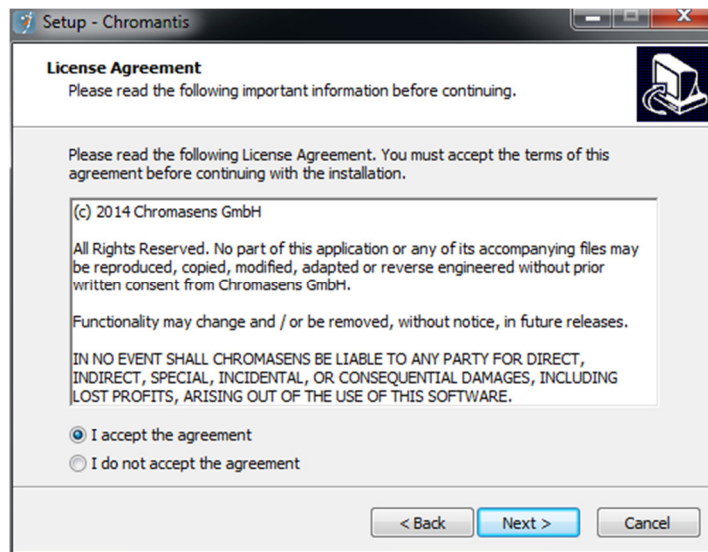 Setup - Chromantis
License Agreement
Please read the following important information before continuing.
Please read the following License Agreement. You must accept the terms of this
agreement before continuing with the installation.
(c) 2014 Chromasens GmbH
All Rights Reserved. No part of this application or any of its accompanying files may
be reproduced, copied, modified, adapted or reverse engineered without prior
written consent from Chromasens GmbH.
Functionality may change and / or be removed, without notice, in future releases.
IN NO EVENT SHALL CHROMASENS BE LIABLE TO ANY PARTY FOR DIRECT,
INDIRECT, SPECIAL, INCIDENTAL, OR CONSEQUENTIAL DAMAGES, INCLUDING
LOST PROFITS, ARISING OUT OF THE USE OF THIS SOFTWARE.
I accept the agreement
I do not accept the agreement
< Back Next > Cancel